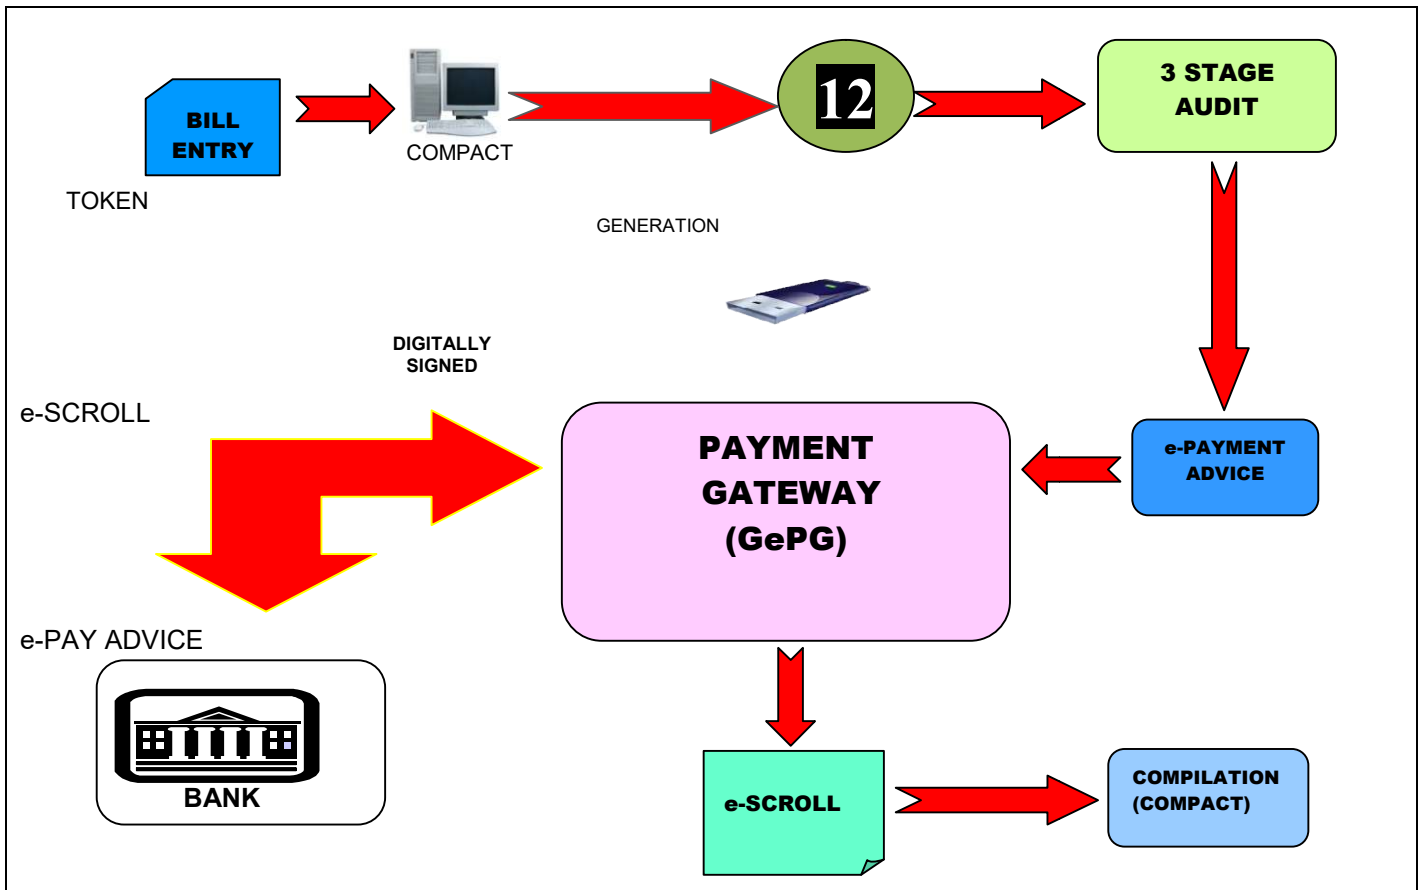 BILL
ENTRY
COMPACT
12
3 STAGE
AUDIT
TOKEN
GENERATION
DIGITALLY
SIGNED
e-SCROLL
PAYMENT
GATEWAY
(GePG)
e-PAYMENT
ADVICE
e-PAY ADVICE
BANK
e-SCROLL
COMPILATION
(COMPACT)